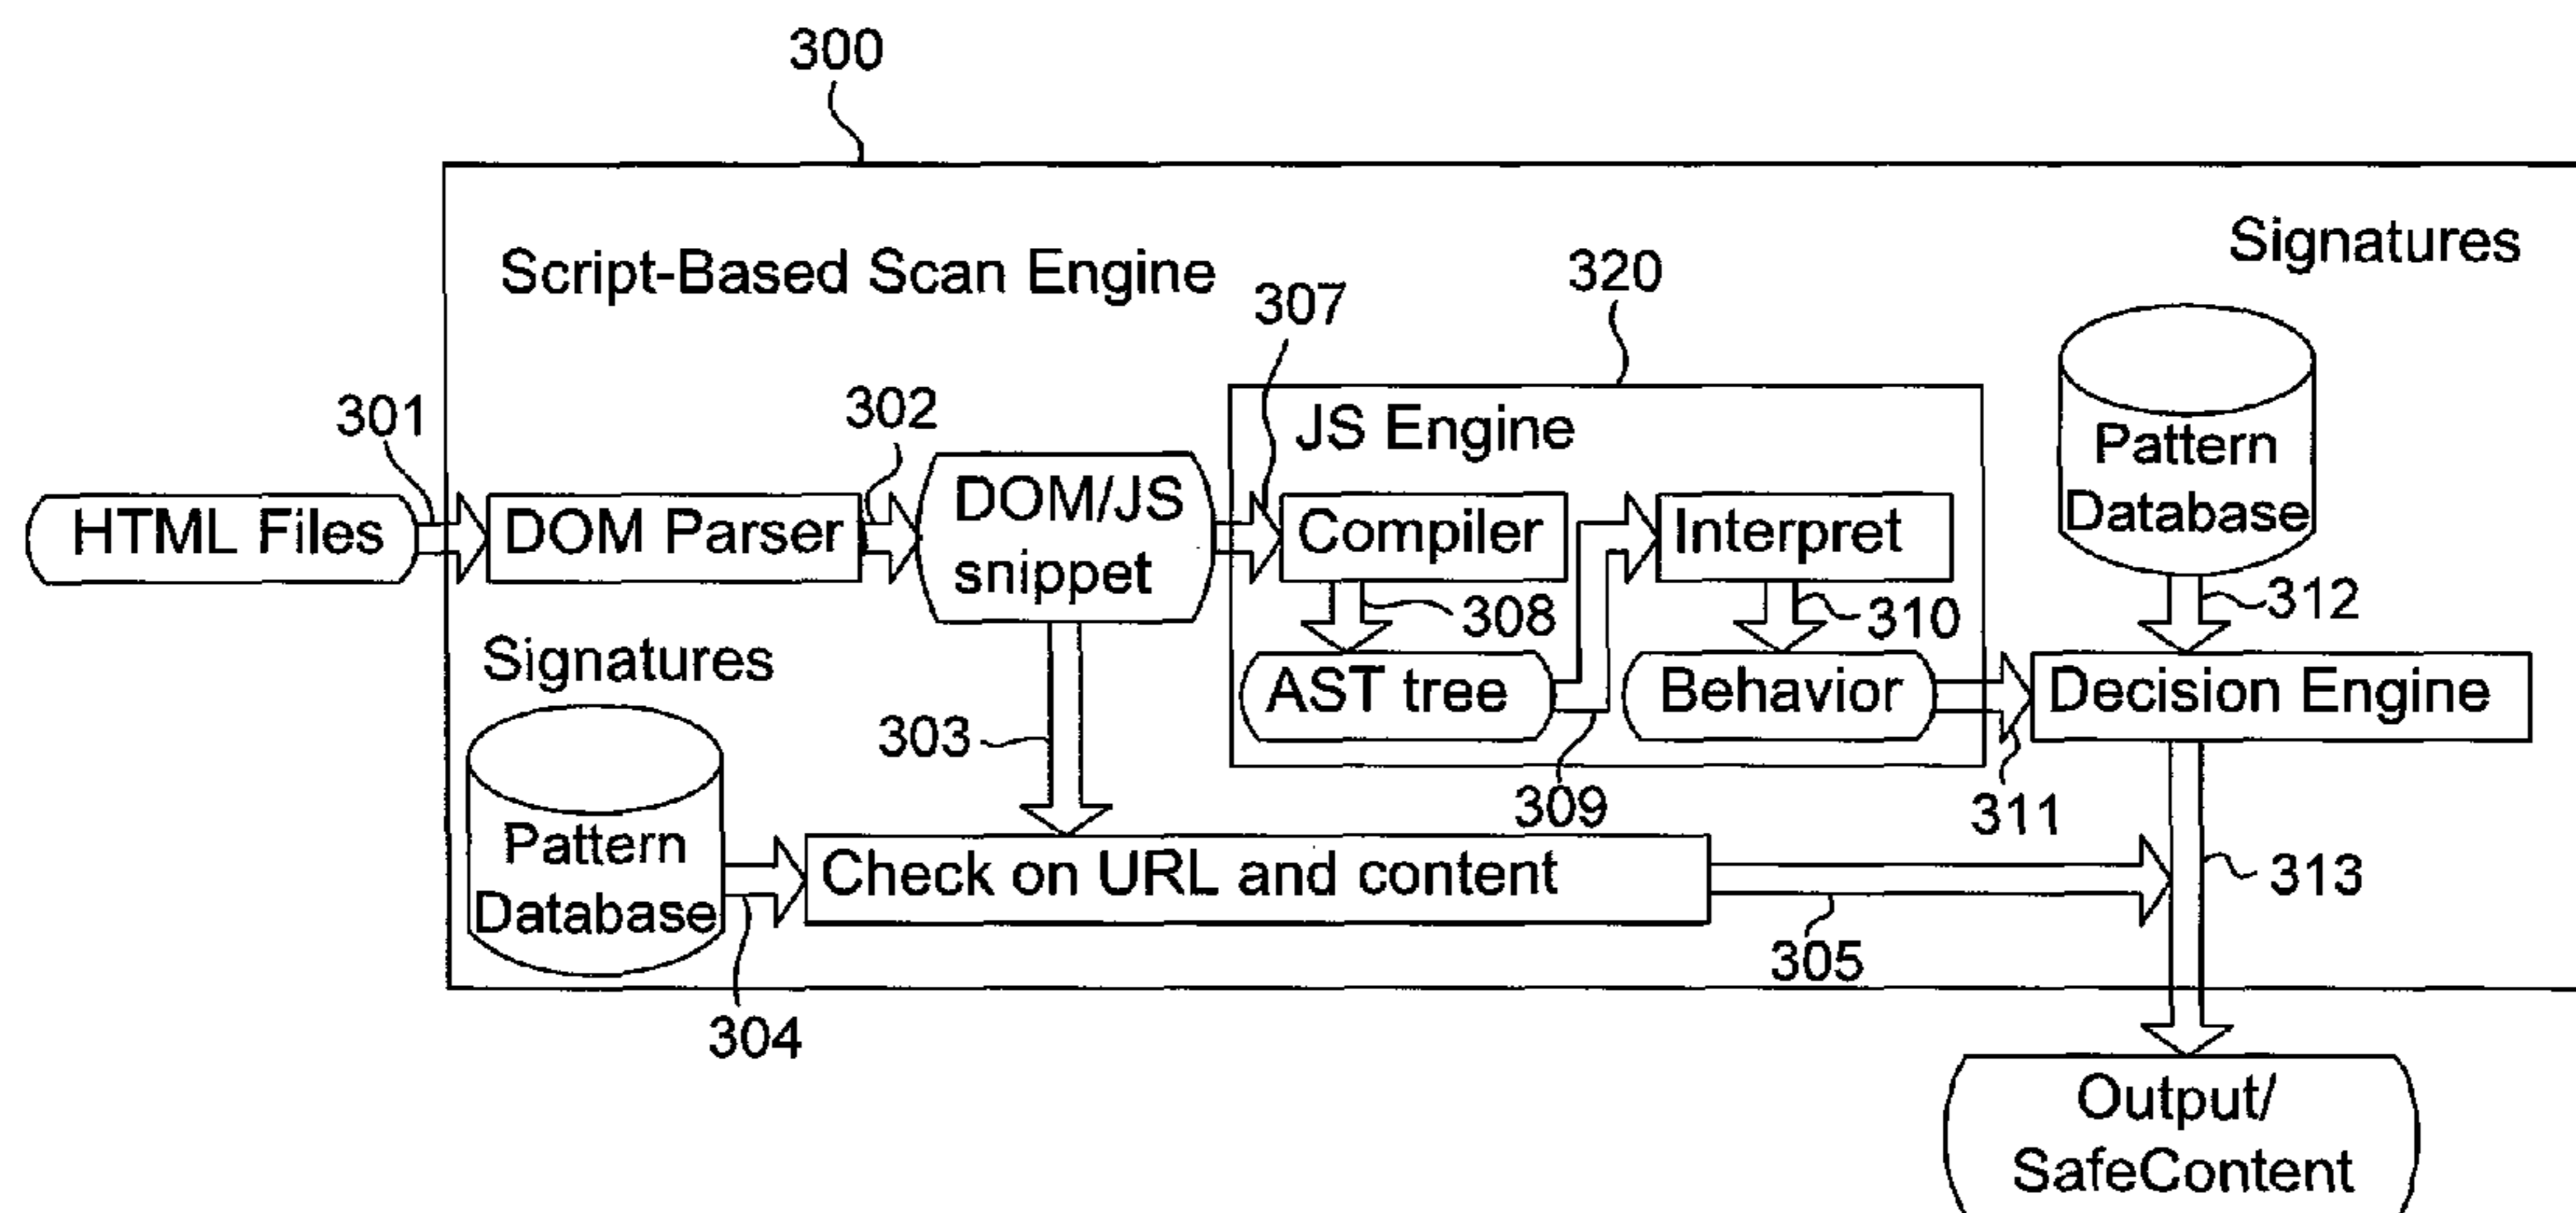 300
Script-Based Scan Engine
Signatures
320
307
301
302
JS Engine
HTML Files
DOM Parser
DOM/JS
snippet
Compiler
Interpret
Pattern
Database
308
310
312
Signatures
AST tree
Behavior
Decision Engine
303
309
311
Pattern
Database
Check on URL and content
313
305
304
Output/
SafeContent